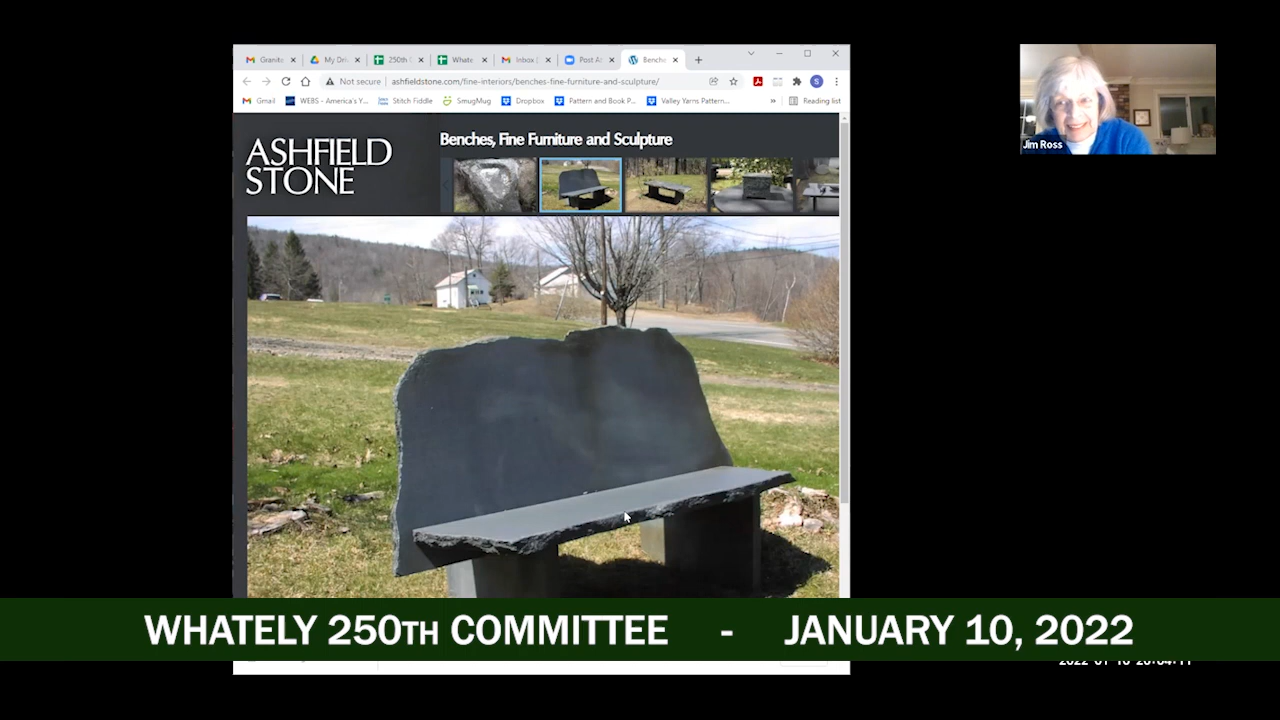 Granite
My Dri
250th C
Whate
Inbox (
Post A
Benche
S
Not secure
ashfieldstone.com/fine-interiors/benches-fine-furniture-and-sculpture/
Gmail
WEBS - America's Y...
Stitch Fiddle
SmugMug
Dropbox
Pattern and Book P...
Valley Yarns Pattern...
»
Reading list
ASHFIELD
STONE
Benches, Fine Furniture and Sculpture
Jim Ross
WHATELY 250TH COMMITTEE - JANUARY 10, 2022